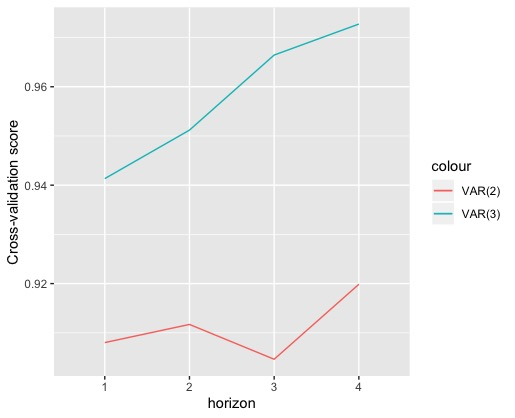 Cross-validation score
0.96
0.94
0.92
1 2 3 4
horizon
colour
VAR(2)
VAR(3)